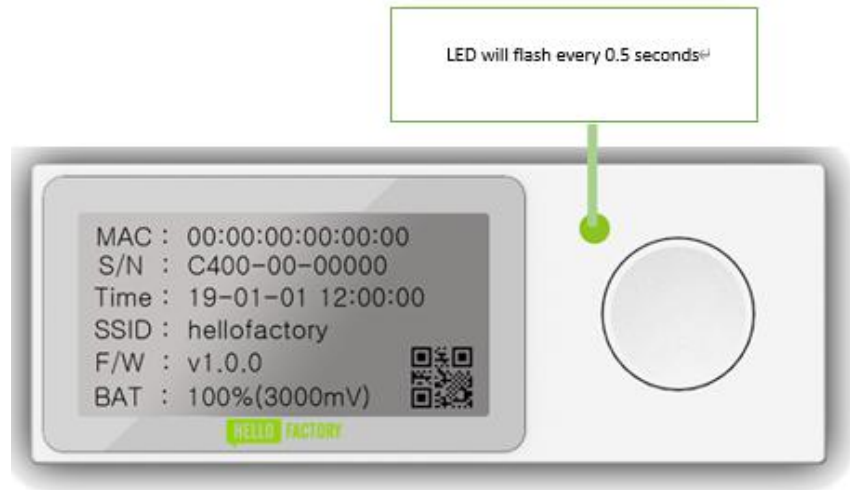 LED will flash every 0.5 seconds↵
MAC : 00:00:00:00:00:00
S/N : C400-00-00000
Time : 19-01-01 12:00:00
SSID : hellofactory
F/W : v1.0.0
BAT : 100%(3000mV)
HELLO FACTORY